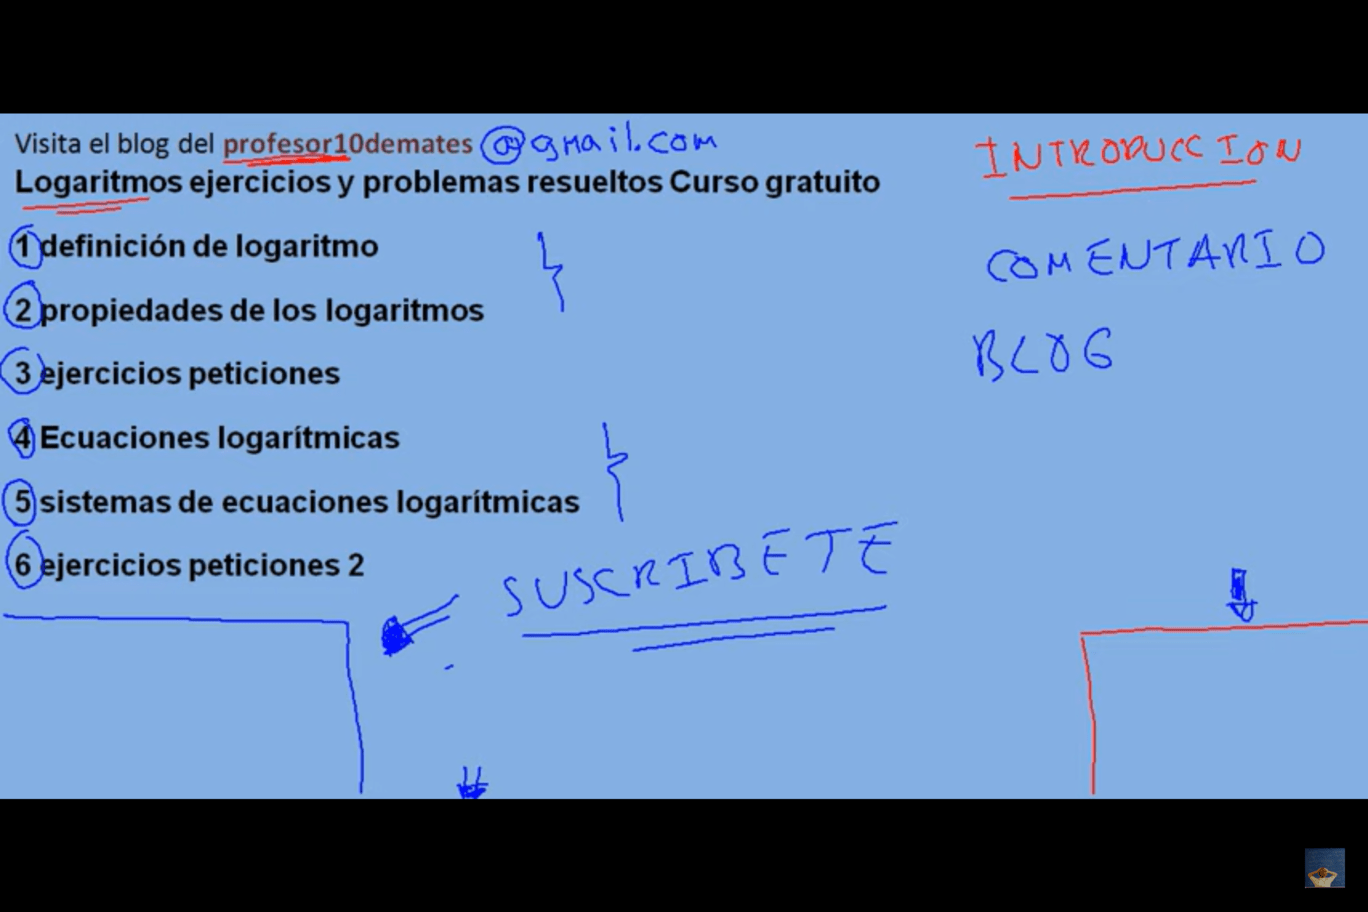 Visita el blog del profesor10demates @gmail.com
Logaritmos ejercicios y problemas resueltos Curso gratuito
1 definición de logaritmo
2 propiedades de los logaritmos
3 ejercicios peticiones
4 Ecuaciones logarítmicas
5 sistemas de ecuaciones logarítmicas
6 ejercicios peticiones 2
SUSCRIBETE
INTRODUCCION
COMENTARIO
BLOG